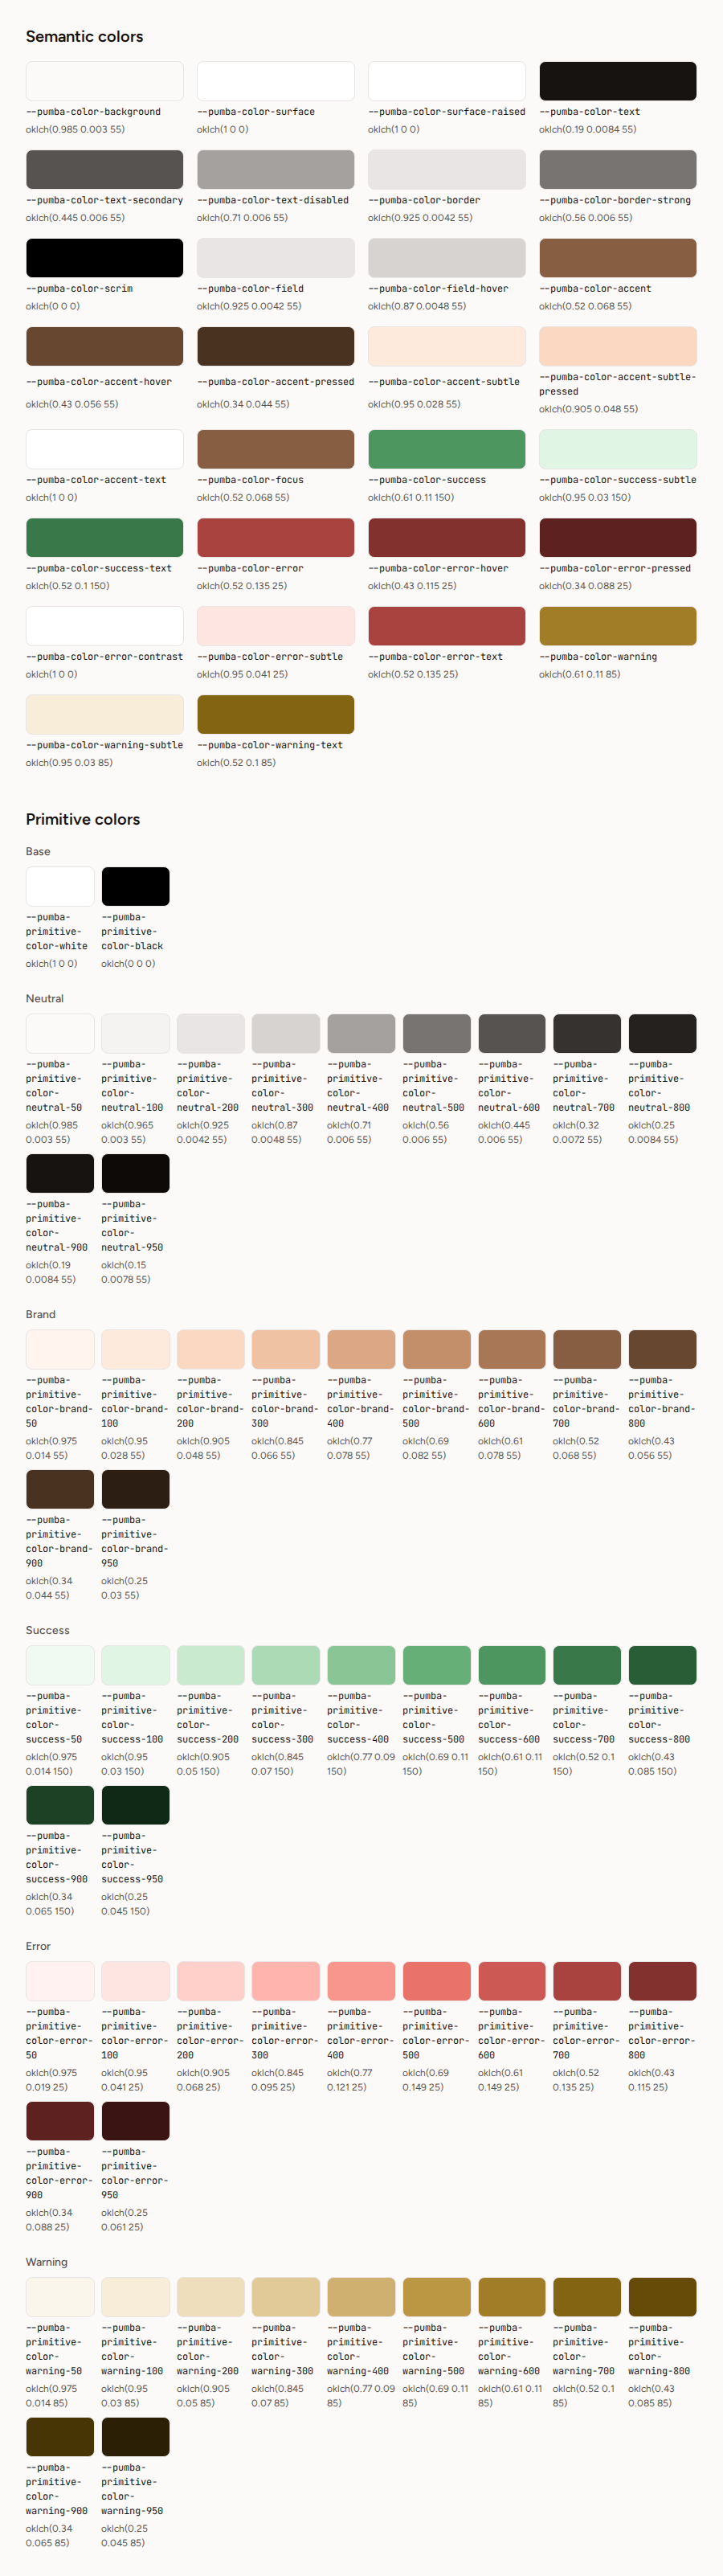 Semantic colors
--pumba-color-background
oklch(0.985 0.003 55)
--pumba-color-surface
oklch(1 0 0)
--pumba-color-surface-raised
oklch(1 0 0)
--pumba-color-text
oklch(0.19 0.0084 55)
--pumba-color-text-secondary
oklch(0.445 0.006 55)
--pumba-color-text-disabled
oklch(0.71 0.006 55)
--pumba-color-border
oklch(0.925 0.0042 55)
--pumba-color-border-strong
oklch(0.56 0.006 55)
--pumba-color-scrim
oklch(0 0 0)
--pumba-color-field
oklch(0.925 0.0042 55)
--pumba-color-field-hover
oklch(0.87 0.0048 55)
--pumba-color-accent
oklch(0.52 0.068 55)
--pumba-color-accent-hover
oklch(0.43 0.056 55)
--pumba-color-accent-pressed
oklch(0.34 0.044 55)
--pumba-color-accent-subtle
oklch(0.95 0.028 55)
--pumba-color-accent-subtle-
pressed
oklch(0.905 0.048 55)
--pumba-color-accent-text
oklch(1 0 0)
--pumba-color-focus
oklch(0.52 0.068 55)
--pumba-color-success
oklch(0.61 0.11 150)
--pumba-color-success-subtle
oklch(0.95 0.03 150)
--pumba-color-success-text
oklch(0.52 0.1 150)
--pumba-color-error
oklch(0.52 0.135 25)
--pumba-color-error-hover
oklch(0.43 0.115 25)
--pumba-color-error-pressed
oklch(0.34 0.088 25)
--pumba-color-error-contrast
oklch(1 0 0)
--pumba-color-error-subtle
oklch(0.95 0.041 25)
--pumba-color-error-text
oklch(0.52 0.135 25)
--pumba-color-warning
oklch(0.61 0.11 85)
--pumba-color-warning-subtle
oklch(0.95 0.03 85)
--pumba-color-warning-text
oklch(0.52 0.1 85)
Primitive colors
Base
--pumba-
primitive-
color-white
oklch(1 0 0)
--pumba-
primitive-
color-black
oklch(0 0 0)
Neutral
--pumba-
primitive-
color-
neutral-50
oklch(0.985
0.003 55)
--pumba-
primitive-
color-
neutral-100
oklch(0.965
0.003 55)
--pumba-
primitive-
color-
neutral-200
oklch(0.925
0.0042 55)
--pumba-
primitive-
color-
neutral-300
oklch(0.87
0.0048 55)
--pumba-
primitive-
color-
neutral-400
oklch(0.71
0.006 55)
--pumba-
primitive-
color-
neutral-500
oklch(0.56
0.006 55)
--pumba-
primitive-
color-
neutral-600
oklch(0.445
0.006 55)
--pumba-
primitive-
color-
neutral-700
oklch(0.32
0.0072 55)
--pumba-
primitive-
color-
neutral-800
oklch(0.25
0.0084 55)
--pumba-
primitive-
color-
neutral-900
oklch(0.19
0.0084 55)
--pumba-
primitive-
color-
neutral-950
oklch(0.15
0.0078 55)
Brand
--pumba-
primitive-
color-brand-
50
oklch(0.975
0.014 55)
--pumba-
primitive-
color-brand-
100
oklch(0.95
0.028 55)
--pumba-
primitive-
color-brand-
200
oklch(0.905
0.048 55)
--pumba-
primitive-
color-brand-
300
oklch(0.845
0.066 55)
--pumba-
primitive-
color-brand-
400
oklch(0.77
0.078 55)
--pumba-
primitive-
color-brand-
500
oklch(0.69
0.082 55)
--pumba-
primitive-
color-brand-
600
oklch(0.61
0.078 55)
--pumba-
primitive-
color-brand-
700
oklch(0.52
0.068 55)
--pumba-
primitive-
color-brand-
800
oklch(0.43
0.056 55)
--pumba-
primitive-
color-brand-
900
oklch(0.34
0.044 55)
--pumba-
primitive-
color-brand-
950
oklch(0.25
0.03 55)
Success
--pumba-
primitive-
color-
success-50
oklch(0.975
0.014 150)
--pumba-
primitive-
color-
success-100
oklch(0.95
0.03 150)
--pumba-
primitive-
color-
success-200
oklch(0.905
0.05 150)
--pumba-
primitive-
color-
success-300
oklch(0.845
0.07 150)
--pumba-
primitive-
color-
success-400
oklch(0.77 0.09
150)
--pumba-
primitive-
color-
success-500
oklch(0.69 0.11
150)
--pumba-
primitive-
color-
success-600
oklch(0.61 0.11
150)
--pumba-
primitive-
color-
success-700
oklch(0.52 0.1
150)
--pumba-
primitive-
color-
success-800
oklch(0.43
0.085 150)
--pumba-
primitive-
color-
success-900
oklch(0.34
0.065 150)
--pumba-
primitive-
color-
success-950
oklch(0.25
0.045 150)
Error
--pumba-
primitive-
color-error-
50
oklch(0.975
0.019 25)
--pumba-
primitive-
color-error-
100
oklch(0.95
0.041 25)
--pumba-
primitive-
color-error-
200
oklch(0.905
0.068 25)
--pumba-
primitive-
color-error-
300
oklch(0.845
0.095 25)
--pumba-
primitive-
color-error-
400
oklch(0.77
0.121 25)
--pumba-
primitive-
color-error-
500
oklch(0.69
0.149 25)
--pumba-
primitive-
color-error-
600
oklch(0.61
0.149 25)
--pumba-
primitive-
color-error-
700
oklch(0.52
0.135 25)
--pumba-
primitive-
color-error-
800
oklch(0.43
0.115 25)
--pumba-
primitive-
color-error-
900
oklch(0.34
0.088 25)
--pumba-
primitive-
color-error-
950
oklch(0.25
0.061 25)
Warning
--pumba-
primitive-
color-
warning-50
oklch(0.975
0.014 85)
--pumba-
primitive-
color-
warning-100
oklch(0.95
0.03 85)
--pumba-
primitive-
color-
warning-200
oklch(0.905
0.05 85)
--pumba-
primitive-
color-
warning-300
oklch(0.845
0.07 85)
--pumba-
primitive-
color-
warning-400
oklch(0.77 0.09
85)
--pumba-
primitive-
color-
warning-500
oklch(0.69 0.11
85)
--pumba-
primitive-
color-
warning-600
oklch(0.61 0.11
85)
--pumba-
primitive-
color-
warning-700
oklch(0.52 0.1
85)
--pumba-
primitive-
color-
warning-800
oklch(0.43
0.085 85)
--pumba-
primitive-
color-
warning-900
oklch(0.34
0.065 85)
--pumba-
primitive-
color-
warning-950
oklch(0.25
0.045 85)